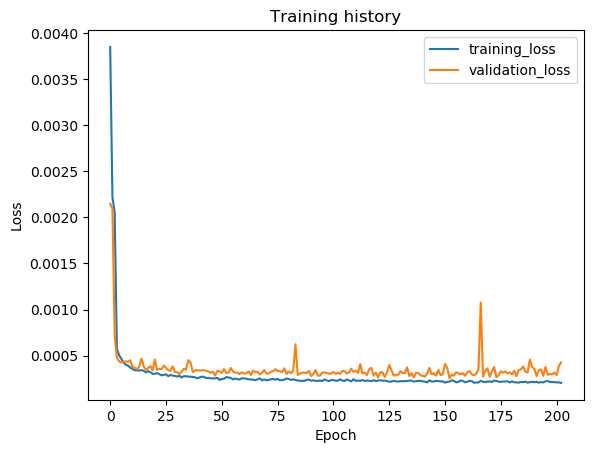 Training history
training_loss
validation_loss
0.0040
0.0035
0.0030
0.0025
0.0020
0.0015
0.0010
0.0005
Loss
0 25 50 75 100 125 150 175 200
Epoch